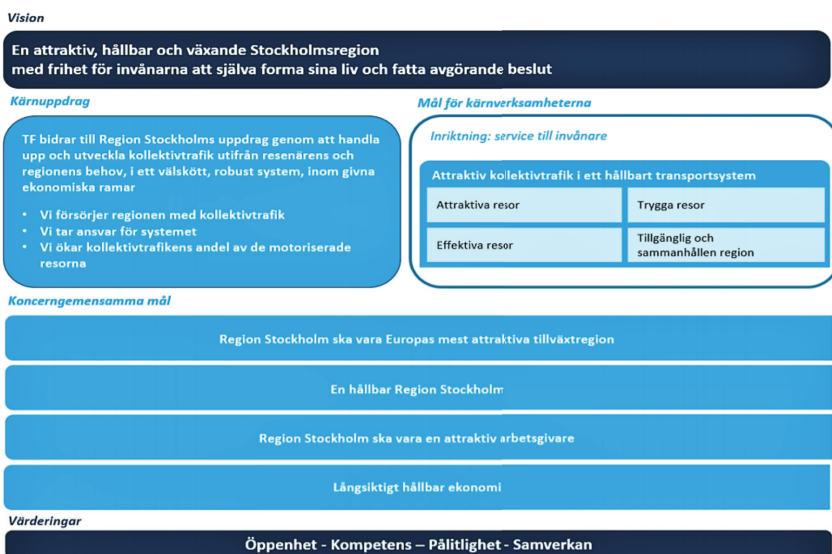 Vision
En attraktiv, hållbar och växande Stockholmsregion
med frihet för invånarna att själva forma sina liv och fatta avgörande beslut
Kärnuppdrag
TF bidrar till Region Stockholms uppdrag genom att handla
upp och utveckla kollektivtrafik utifrån resenärens och
regionens behov, i ett välskött, robust system, inom givna
ekonomiska ramar
• Vi försörjer regionen med kollektivtrafik
• Vi tar ansvar för systemet
• Vi ökar kollektivtrafikens andel av de motoriserade
resorna
Mål för kärnverksamheterna
Inriktning: service till invånare
Attraktiv kollektivtrafik i ett hållbart transportsystem
Attraktiva resor
Trygga resor
Effektiva resor
Tillgänglig och
sammanhållen region
Koncerngemensamma mål
Region Stockholm ska vara Europas mest attraktiva tillväxtregion
En hållbar Region Stockholm
Region Stockholm ska vara en attraktiv arbetsgivare
Långsiktigt hållbar ekonomi
Värderingar
Öppenhet - Kompetens – Pålitlighet - Samverkan